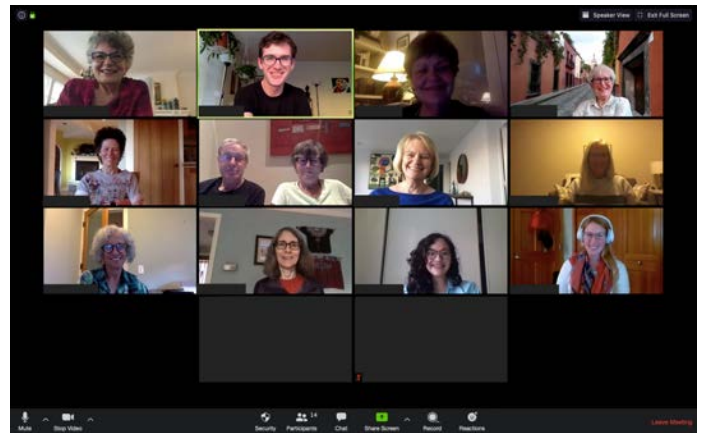 Speaker View Exit Full Screen
14
Mute Stop Video Security Participants Chat Share Screen Record Reactions Leave Meeting